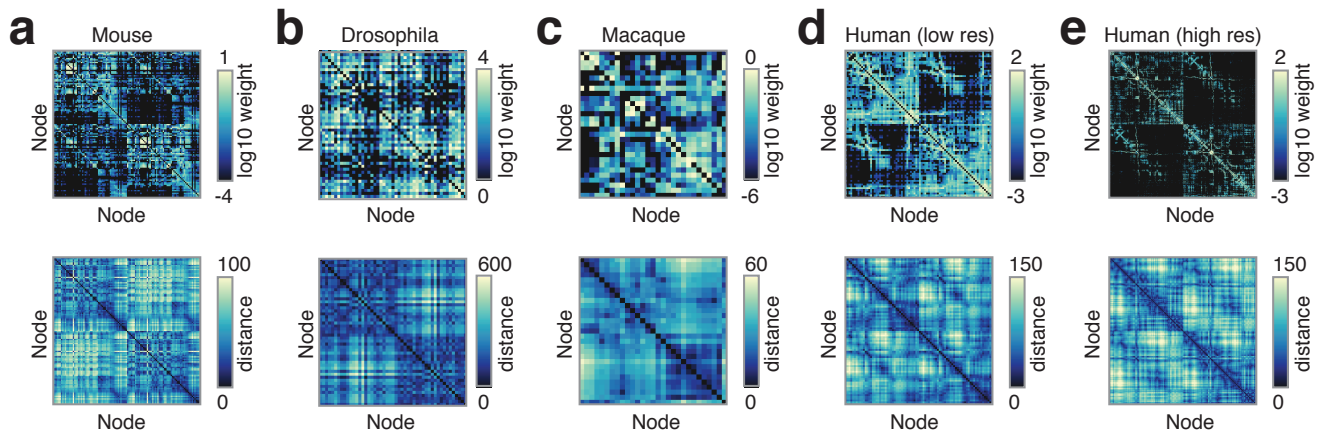 a
Mouse
Node
1
log10 weight
-4
Node
b
Drosophila
4
log10 weight
0
Node
c
Macaque
Node
0
log10 weight
-6
Node
d
Human (low res)
Node
2
log10 weight
-3
Node
e
Human (high res)
Node
2
log10 weight
-3
Node
Node
100
distance
0
Node
Node
600
distance
0
Node
Node
60
distance
0
Node
Node
150
distance
0
Node
Node
150
distance
0
Node